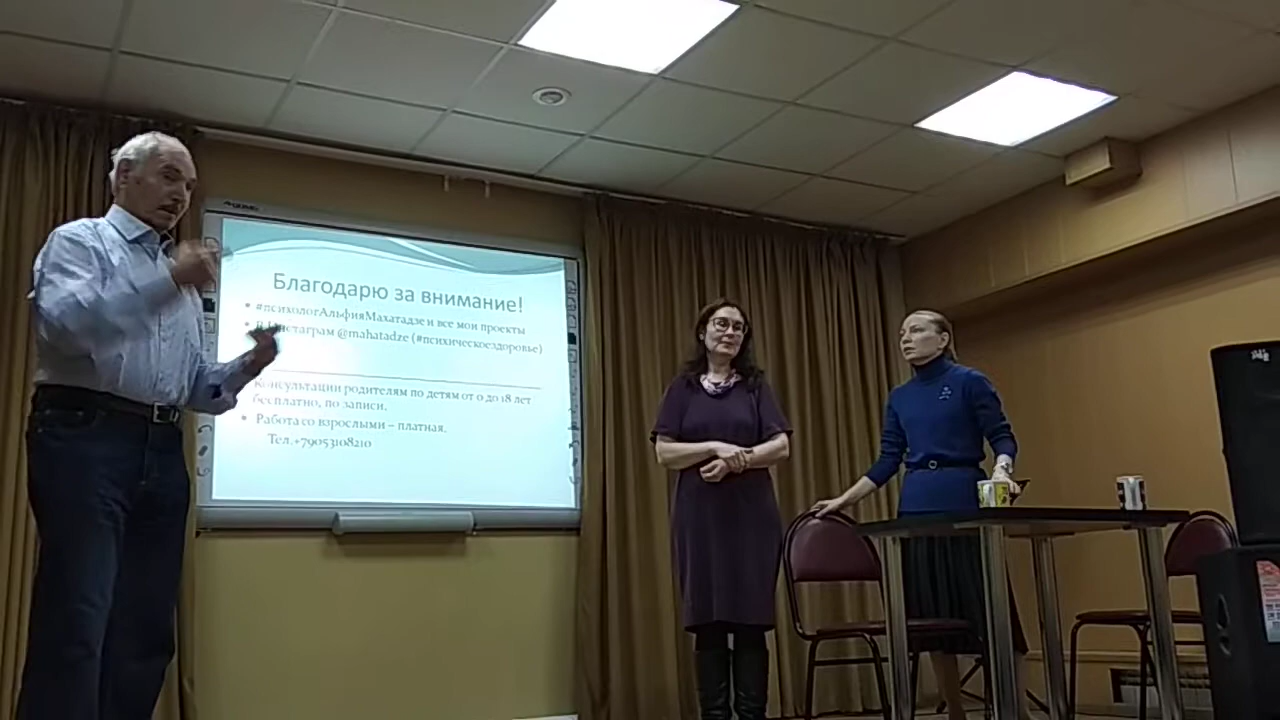 Благодарю за внимание!
• #психологАльфияМахатадзе и все мои проекты
• В Инстаграм @mahatadze (#психическоездоровье)
Консультации родителям по детям от 0 до 18 лет
бесплатно, по записи.
• Работа со взрослыми – платная.
Тел.+79053108210